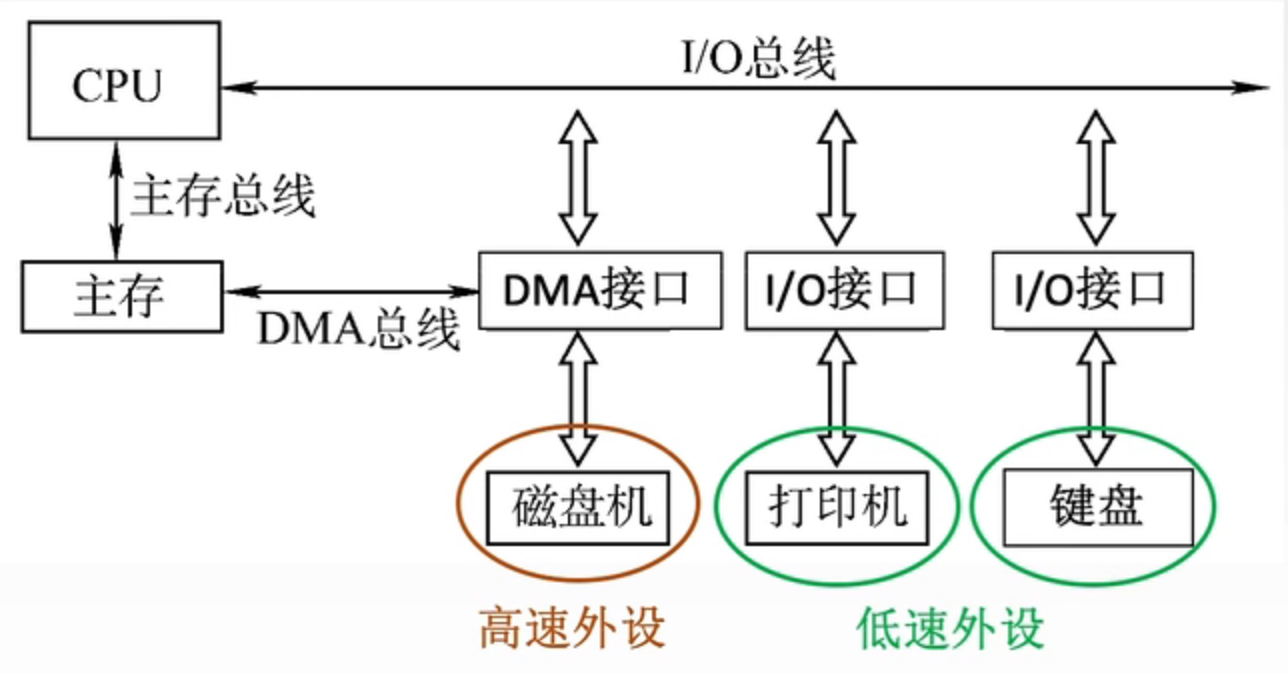 I/O总线
CPU
主存总线
主存
DMA总线
DMA接口
I/O接口
I/O接口
磁盘机
打印机
键盘
高速外设
低速外设